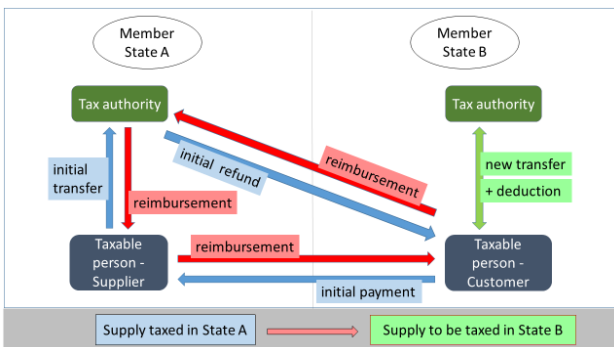 Member
State A
Member
State B
Tax authority
Tax authority
initial
transfer
reimbursement
initial refund
reimbursement
new transfer
+ deduction
Taxable
person -
Supplier
reimbursement
initial payment
Taxable
person -
Customer
Supply taxed in State A
Supply to be taxed in State B